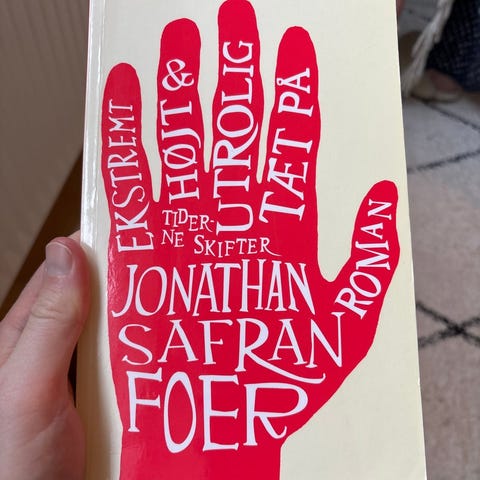 EKSTREMT
HØJT &
UTROLIG
TÆT PÅ
TIDER-
NE SKIFTER
JONATHAN
SAFRAN
FOER
ROMAN